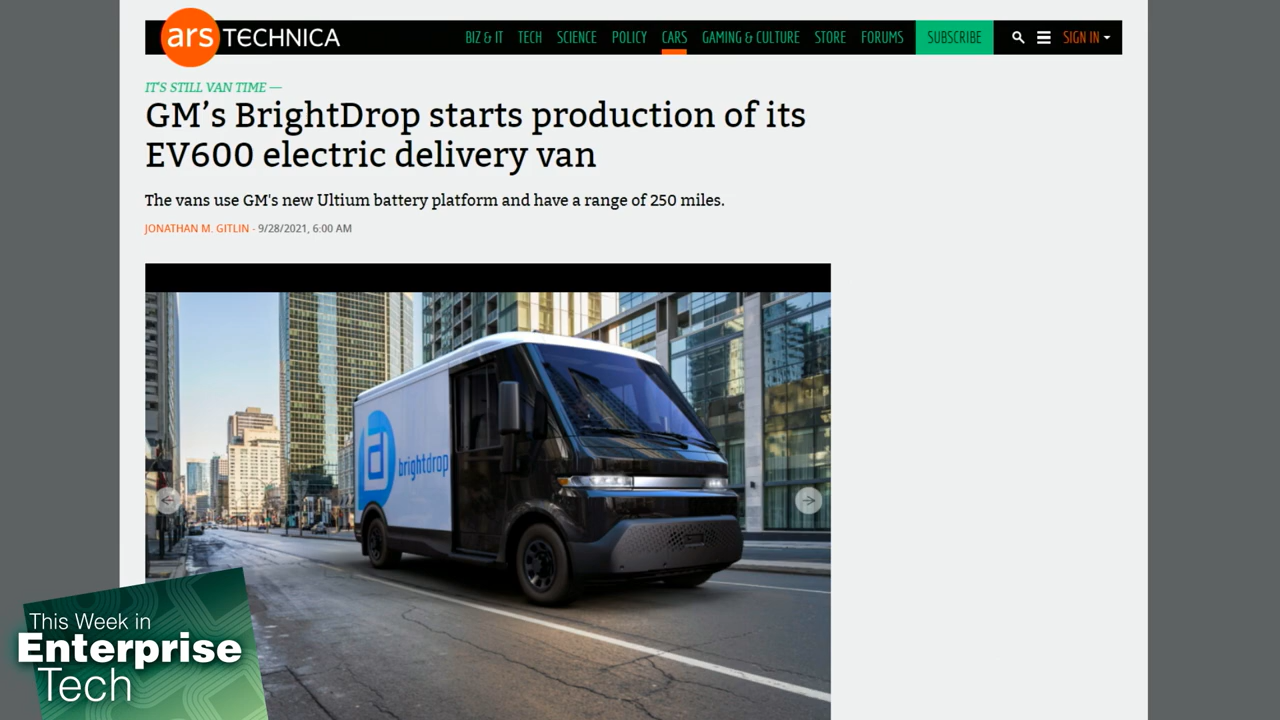 ars TECHNICA
BIZ & IT TECH SCIENCE POLICY CARS GAMING & CULTURE STORE FORUMS SUBSCRIBE SIGN IN
IT'S STILL VAN TIME —
GM’s BrightDrop starts production of its
EV600 electric delivery van
The vans use GM's new Ultium battery platform and have a range of 250 miles.
JONATHAN M. GITLIN - 9/28/2021, 6:00 AM
brightdrop
This Week in
Enterprise
Tech